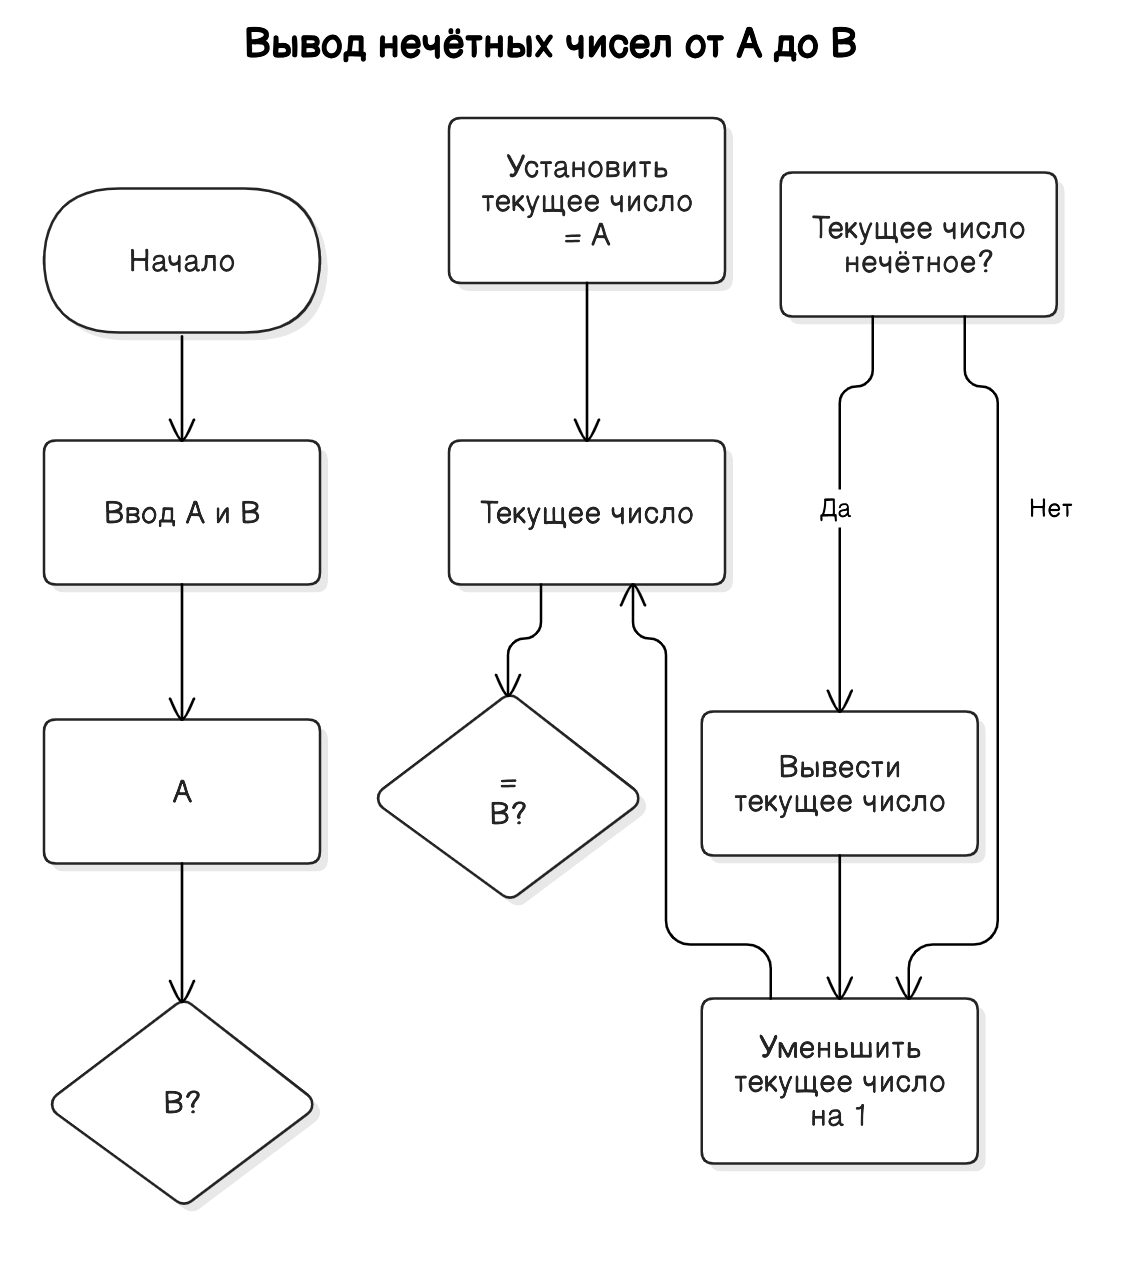 Вывод нечётных чисел от A до B
Начало
Ввод A и B
A
B?
Установить
текущее число
= A
Текущее число
=
B?
Текущее число
нечётное?
Да
Нет
Вывести
текущее число
Уменьшить
текущее число
на 1